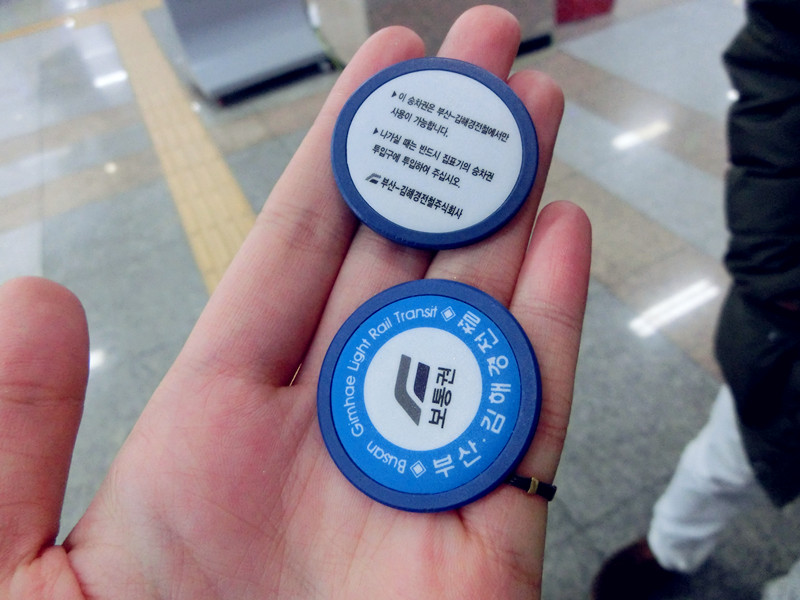 ▶이 승차권은 부산-김해경전철에서만
사용이 가능합니다.
▶나가실 때는 반드시 집표기의 승차권
투입구에 투입하여 주십시오.
부산-김해경전철주식회사
Busan Gimhae Light Rail Transit
부산·김해경전철
보통권